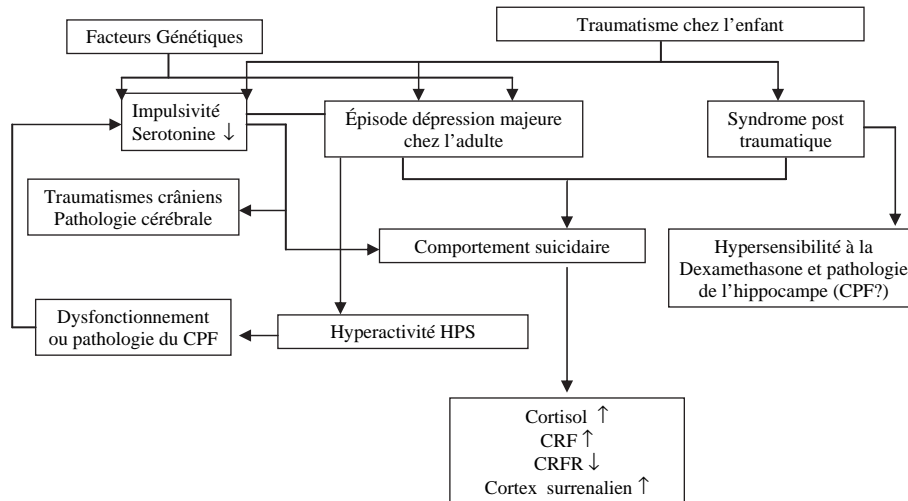 Facteurs Génétiques
Traumatisme chez l'enfant
Impulsivité
Serotonine ↓
Épisode dépression majeure
chez l'adulte
Syndrome post
traumatique
Traumatismes crâniens
Pathologie cérébrale
Comportement suicidaire
Hypersensibilité à la
Dexamethasone et pathologie
de l'hippocampe (CPF?)
Dysfonctionnement
ou pathologie du CPF
Hyperactivité HPS
Cortisol ↑
CRF ↑
CRFR ↓
Cortex surrenalien ↑